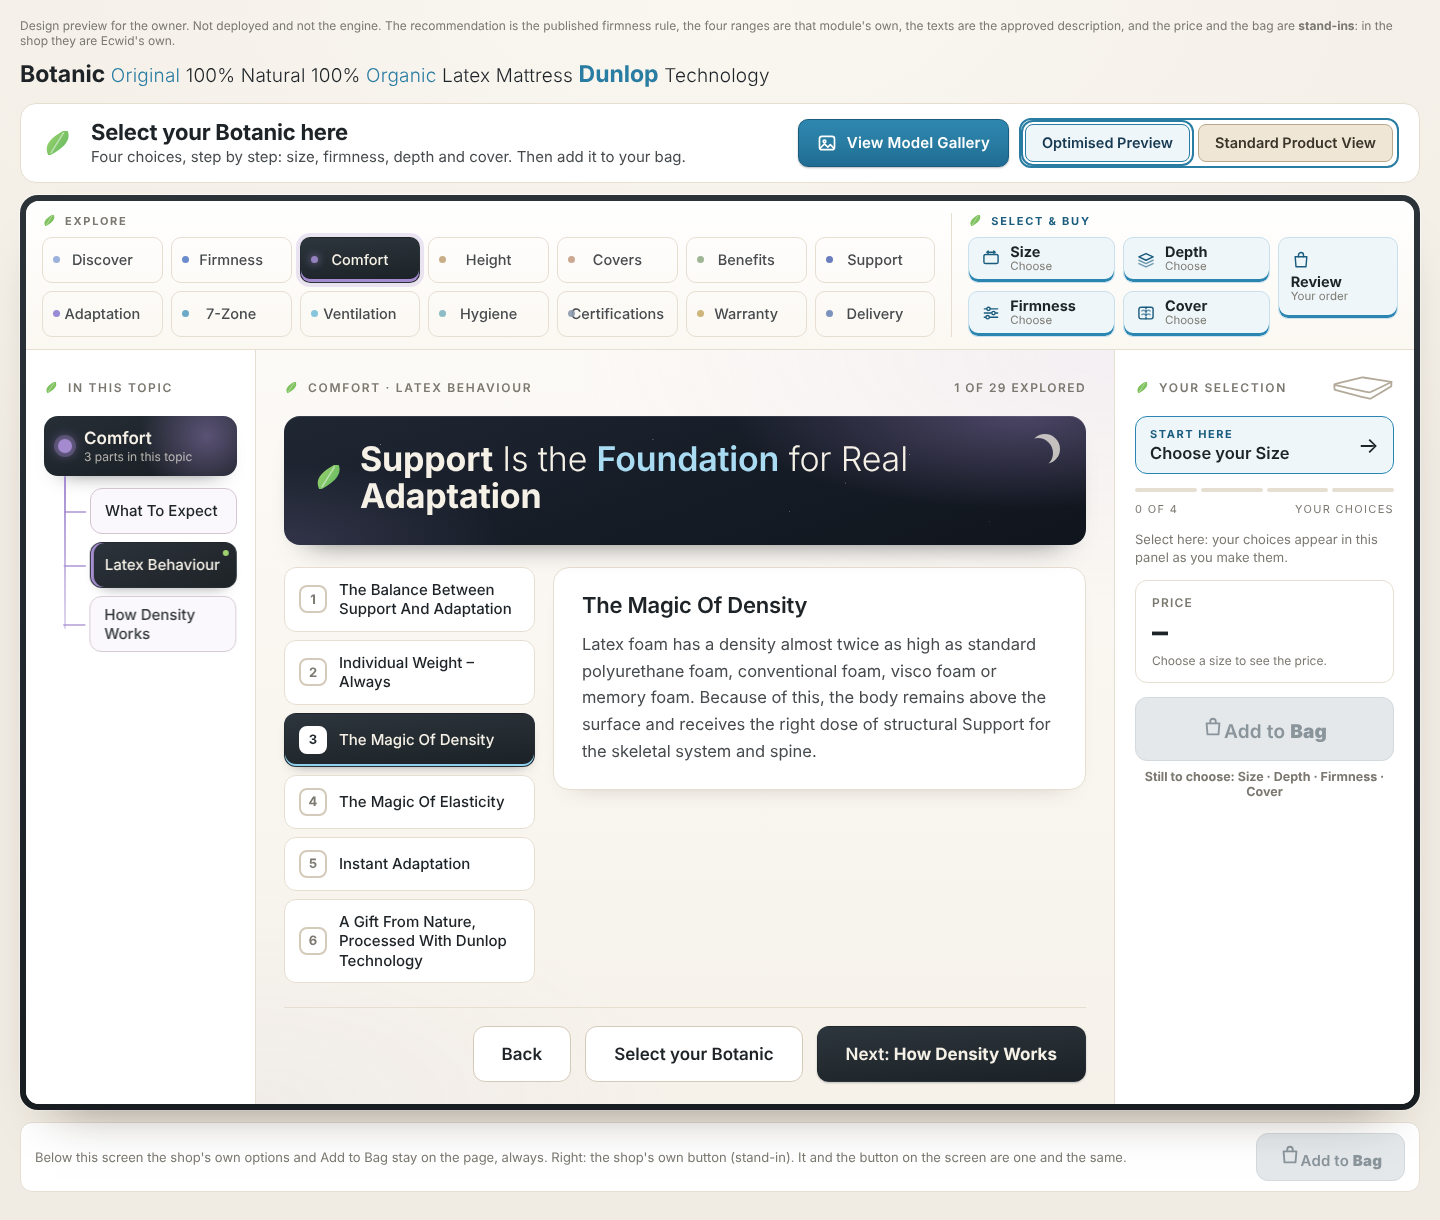 Design preview for the owner. Not deployed and not the engine. The recommendation is the published firmness rule, the four ranges are that module's own, the texts are the approved description, and the price and the bag are stand-ins: in the
shop they are Ecwid's own.
Botanic Original 100% Natural 100% Organic Latex Mattress Dunlop Technology
Select your Botanic here
Four choices, step by step: size, firmness, depth and cover. Then add it to your bag.
View Model Gallery
Optimised Preview
Standard Product View
EXPLORE
Discover
Firmness
Comfort
Height
Covers
Benefits
Support
Adaptation
7-Zone
Ventilation
Hygiene
Certifications
Warranty
Delivery
SELECT & BUY
Size
Choose
Depth
Choose
Firmness
Choose
Cover
Choose
Review
Your order
IN THIS TOPIC
Comfort
3 parts in this topic
What To Expect
Latex Behaviour
How Density
Works
COMFORT · LATEX BEHAVIOUR
1 OF 29 EXPLORED
Support Is the Foundation for Real
Adaptation
1
The Balance Between
Support And Adaptation
2
Individual Weight –
Always
3
The Magic Of Density
4
The Magic Of Elasticity
5
Instant Adaptation
6
A Gift From Nature,
Processed With Dunlop
Technology
The Magic Of Density
Latex foam has a density almost twice as high as standard
polyurethane foam, conventional foam, visco foam or
memory foam. Because of this, the body remains above the
surface and receives the right dose of structural Support for
the skeletal system and spine.
Back
Select your Botanic
Next: How Density Works
YOUR SELECTION
START HERE
Choose your Size
0 OF 4
YOUR CHOICES
Select here: your choices appear in this
panel as you make them.
PRICE
–
Choose a size to see the price.
Add to Bag
Still to choose: Size · Depth · Firmness ·
Cover
Below this screen the shop's own options and Add to Bag stay on the page, always. Right: the shop's own button (stand-in). It and the button on the screen are one and the same.
Add to Bag